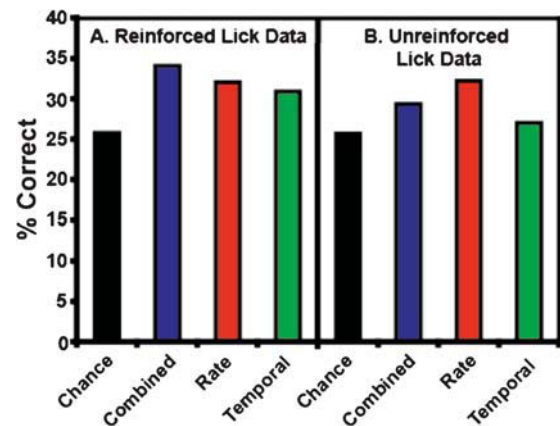 40
35
30
25
20
15
10
5
0
% Correct
A. Reinforced Lick Data
B. Unreinforced
Lick Data
Chance
Combined
Rate
Temporal
Chance
Combined
Rate
Temporal